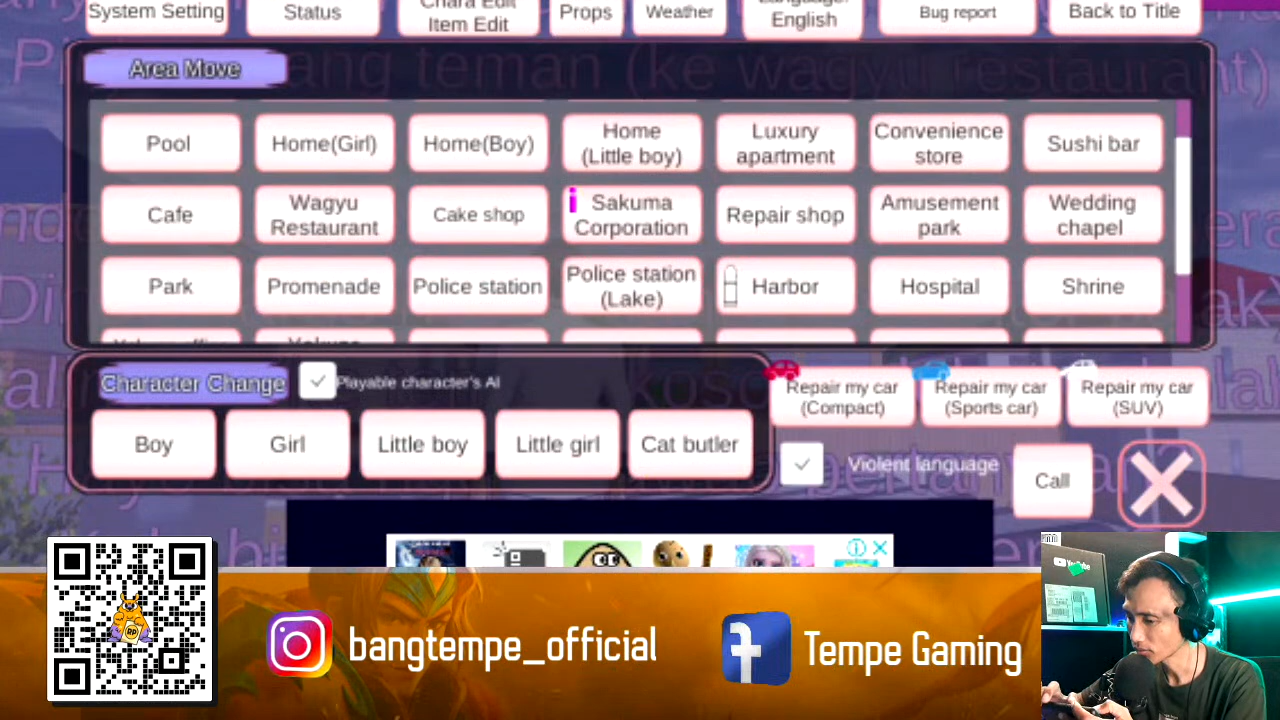 System Setting
Status
Chara Edit
Item Edit
Props
Weather
Language:
English
Bug report
Back to Title
Area Move
Pool
Home(Girl)
Home(Boy)
Home
(Little boy)
Luxury
apartment
Convenience
store
Sushi bar
Cafe
Wagyu
Restaurant
Cake shop
Sakuma
Corporation
Repair shop
Amusement
park
Wedding
chapel
Park
Promenade
Police station
Police station
(Lake)
Harbor
Hospital
Shrine
Character Change
Playable character's AI
Boy
Girl
Little boy
Little girl
Cat butler
Repair my car
(Compact)
Repair my car
(Sports car)
Repair my car
(SUV)
Violent language
Call
bangtempe_official
Tempe Gaming